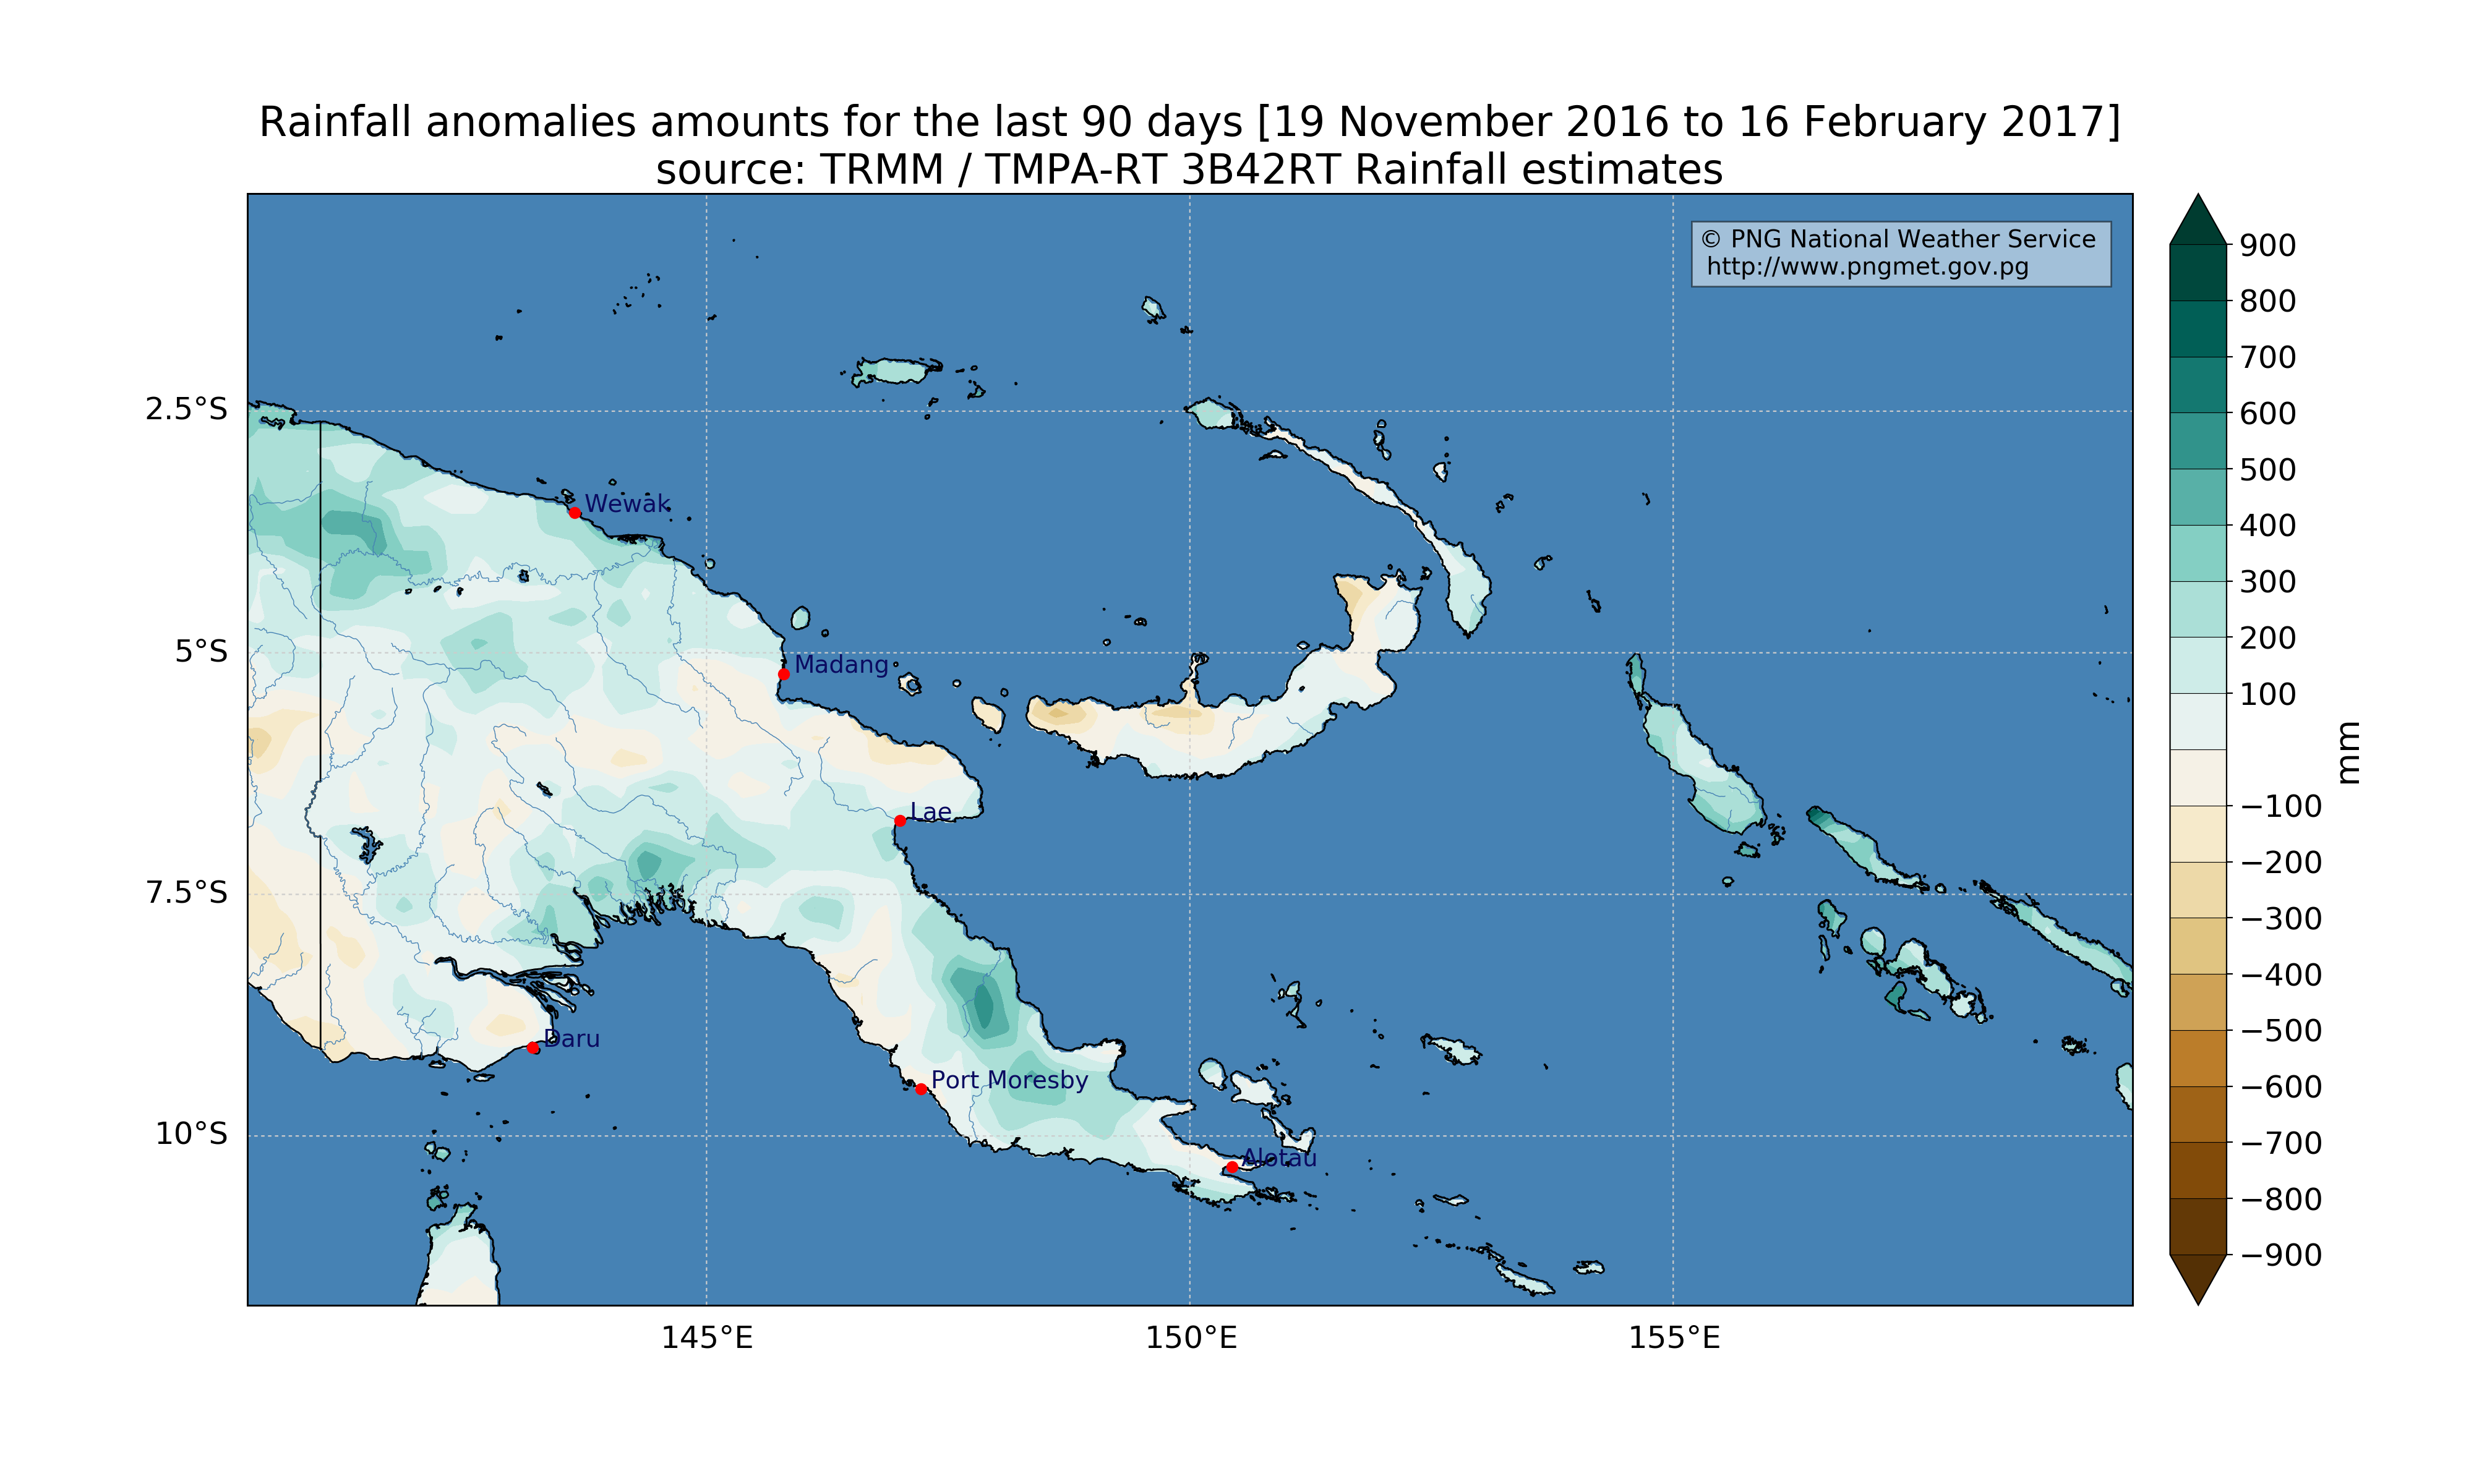 Rainfall anomalies amounts for the last 90 days [19 November 2016 to 16 February 2017]
source: TRMM / TMPA-RT 3B42RT Rainfall estimates
© PNG National Weather Service
http://www.pngmet.gov.pg
2.5°S
5°S
7.5°S
10°S
Wewak
Madang
Lae
Daru
Port Moresby
Alotau
145°E
150°E
155°E
900
800
700
600
500
400
300
200
100
−100
−200
−300
−400
−500
−600
−700
−800
−900
mm